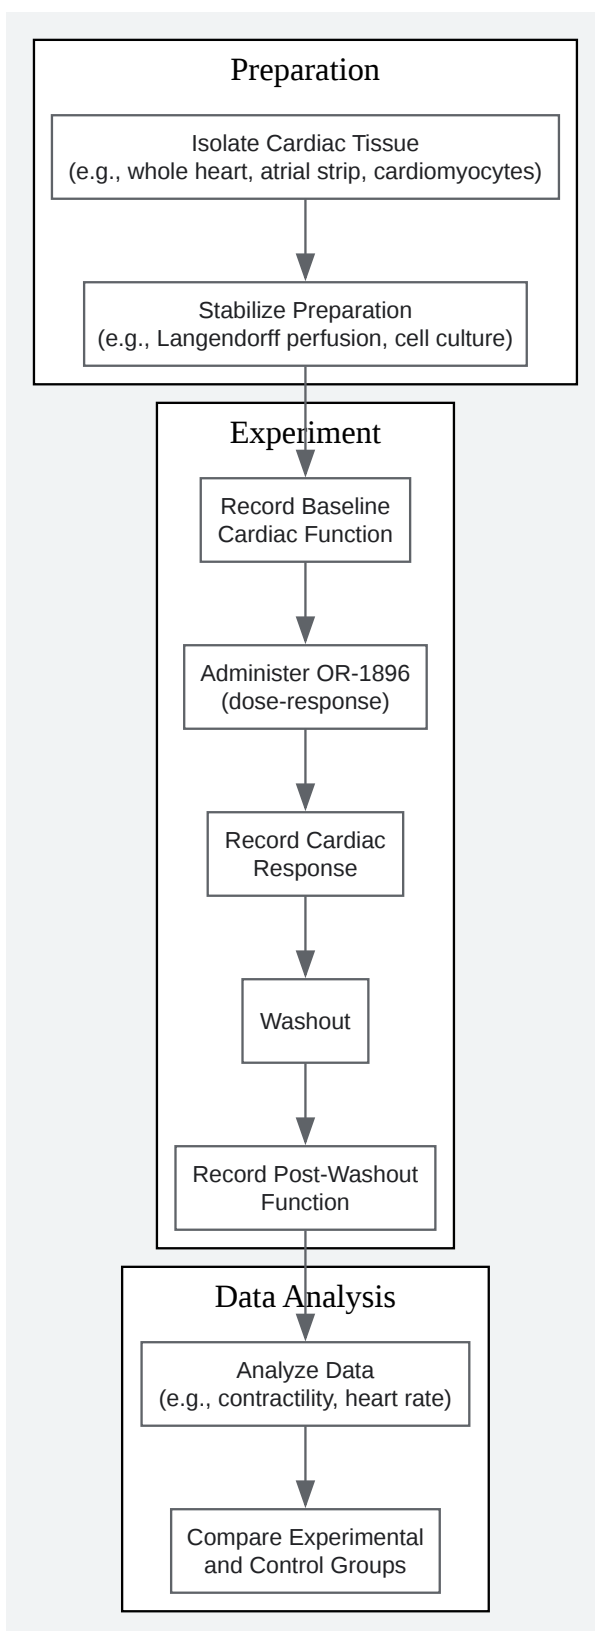 Preparation
Isolate Cardiac Tissue
(e.g., whole heart, atrial strip, cardiomyocytes)
Stabilize Preparation
(e.g., Langendorff perfusion, cell culture)
Experiment
Record Baseline
Cardiac Function
Administer OR-1896
(dose-response)
Record Cardiac
Response
Washout
Record Post-Washout
Function
Data Analysis
Analyze Data
(e.g., contractility, heart rate)
Compare Experimental
and Control Groups